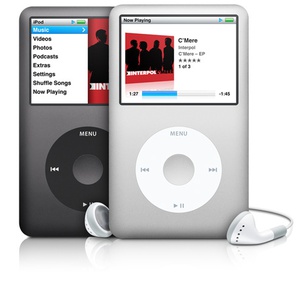 iPod
Music
Videos
Photos
Podcasts
Extras
Settings
Shuffle Songs
Now Playing
INTERPOL
MENU
Now Playing
C'Mere
Interpol
C'Mere – EP
★★★★★
1 of 3
INTERPOL
1:27
-1:45
MENU